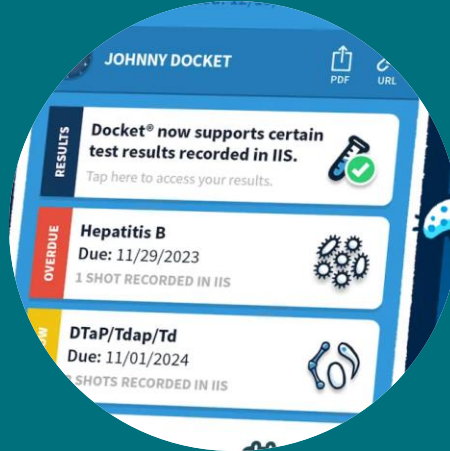 JOHNNY DOCKET
PDF
URL
RESULTS
Docket® now supports certain
test results recorded in IIS.
Tap here to access your results.
OVERDUE
Hepatitis B
Due: 11/29/2023
1 SHOT RECORDED IN IIS
DTaP/Tdap/Td
Due: 11/01/2024
SHOTS RECORDED IN IIS